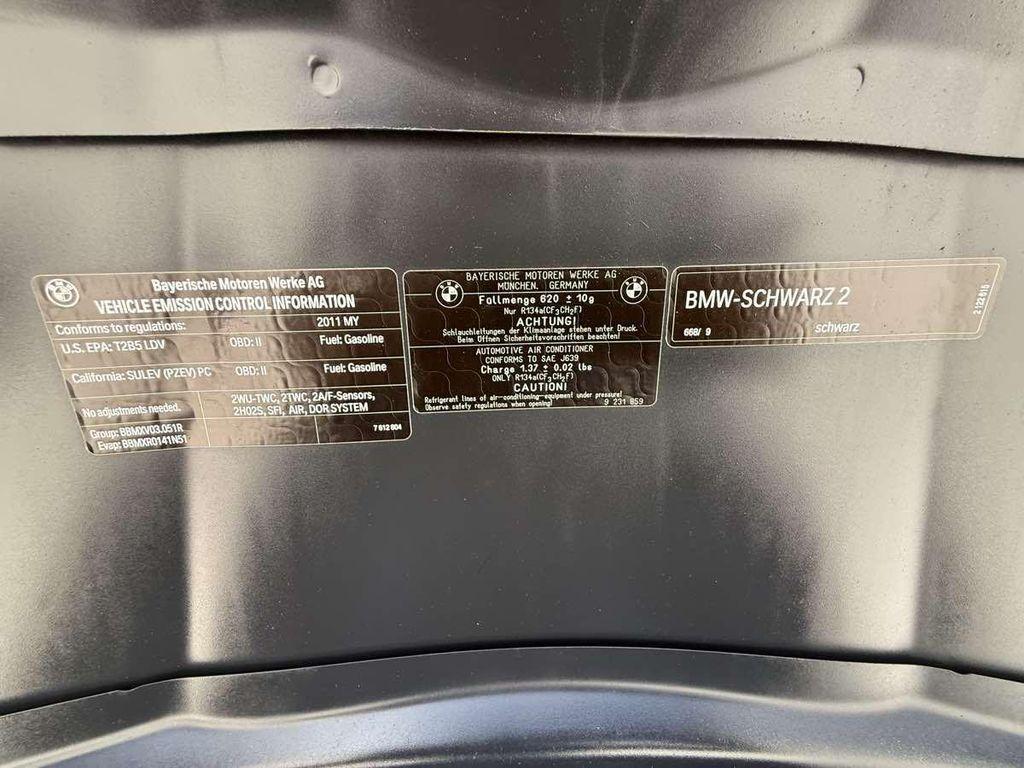 Bayerische Motoren Werke AG
VEHICLE EMISSION CONTROL INFORMATION
Conforms to regulations: 2011 MY
U.S. EPA: T2B5 LDV OBD: II Fuel: Gasoline
California: SULEV (PZEV) PC OBD: II Fuel: Gasoline
No adjustments needed. 2WU-TWC, 2TWC, 2A/F-Sensors,
2HO2S, SFI, AIR, DOR SYSTEM
Group: BBMXV03.051R
Evap: BBMXR0141N51
7 612 604
BAYERISCHE MOTOREN WERKE AG
MÜNCHEN, GERMANY
Füllmenge 620 ± 10g
Nur R134a(CF3CH2F)
ACHTUNG!
Schlauchleitungen der Klimaanlage stehen unter Druck.
Beim Öffnen Sicherheitsvorschriften beachten!
AUTOMOTIVE AIR CONDITIONER
CONFORMS TO SAE J639
Charge 1.37 ± 0.02 lbs
ONLY R134a(CF3CH2F)
CAUTION!
Refrigerant lines of air-conditioning-equipment under pressure!
Observe safety regulations when opening!
9 231 859
BMW-SCHWARZ 2
668/ 9 schwarz
2 122 615